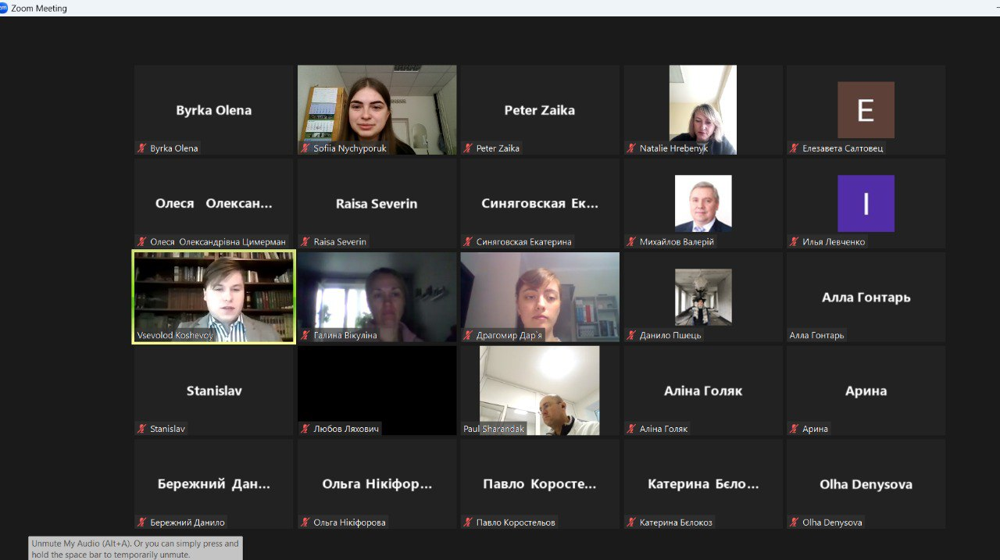 Zoom Meeting
Byrka Olena
Byrka Olena
Sofiia Nychyporuk
Peter Zaika
Peter Zaika
Natalie Hrebenyk
E
Елезавета Салтовец
Олеся Олексан...
Олеся Олександрівна Цимерман
Raisa Severin
Raisa Severin
Синяговская Ек...
Синяговская Екатерина
Михайлов Валерій
I
Илья Левченко
Vsevolod Koshevoy
Галина Вікуліна
Драгомир Дар`я
Данило Пшець
Алла Гонтарь
Алла Гонтарь
Stanislav
Stanislav
Любов Ляхович
Paul Sharandak
Аліна Голяк
Аліна Голяк
Арина
Арина
Бережний Дан...
Бережний Данило
Ольга Нікіфор...
Ольга Нікіфорова
Павло Коросте...
Павло Коростельов
Катерина Бєло...
Катерина Бєлокоз
Olha Denysova
Olha Denysova
Unmute My Audio (Alt+A). Or you can simply press and
hold the space bar to temporarily unmute.